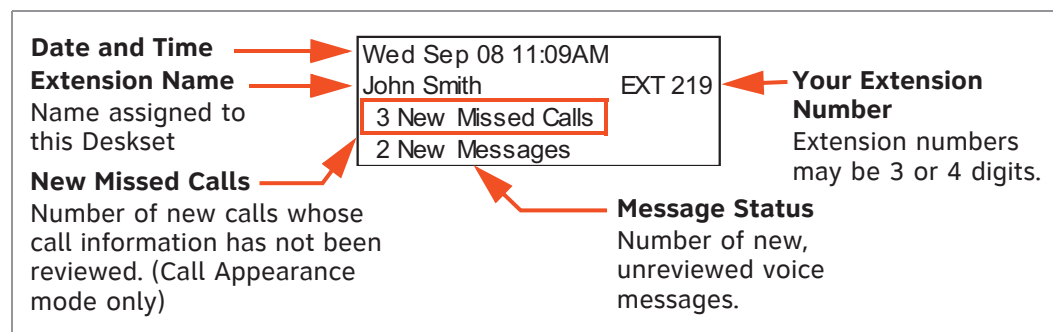 Date and Time
Extension Name
Name assigned to
this Deskset
New Missed Calls
Number of new calls whose
call information has not been
reviewed. (Call Appearance
mode only)
Wed Sep 08 11:09AM
John Smith EXT 219
3 New Missed Calls
2 New Messages
Message Status
Number of new,
unreviewed voice
messages.
Your Extension
Number
Extension numbers
may be 3 or 4 digits.